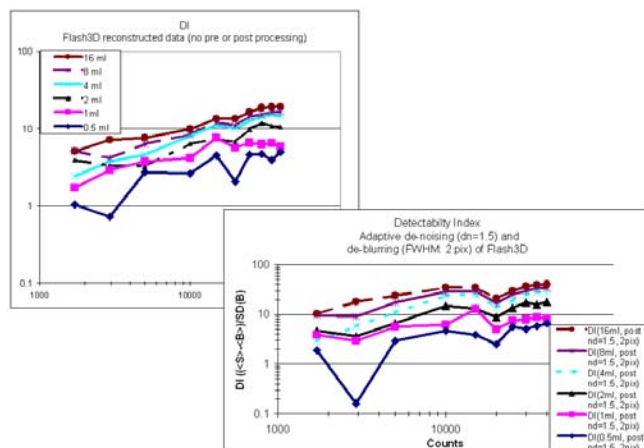 DI
Flash3D reconstructed data (no pre or post processing)
100
10
1
0.1
1000
10000
16 ml
8 ml
4 ml
2 ml
1ml
0.5 ml
Detectabilty Index
Adaptive de-noising (dn=1.5) and
de-blurring (FWHM: 2 pix) of Flash3D
DI ((<S>-<B>)/SD(B)
100
10
1
0.1
1000
10000
Counts
DI(16ml, post
nd=1.5, 2pix)
DI(8ml, post
nd=1.5, 2pix)
DI(4ml, post
nd=1.5, 2pix)
DI(2ml, post
nd=1.5, 2pix)
DI(1ml, post
nd=1.5, 2pix)
DI(0.5ml, post
nd=1.5, 2pix)